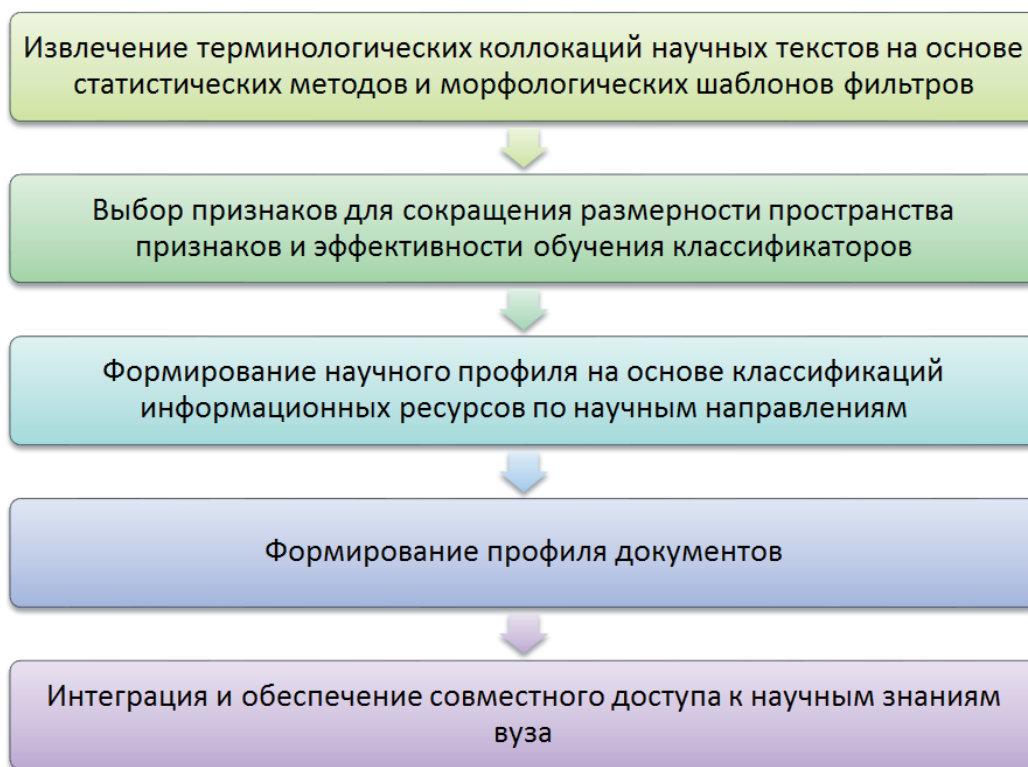 Извлечение терминологических коллокаций научных текстов на основе
статистических методов и морфологических шаблонов фильтров
Выбор признаков для сокращения размерности пространства
признаков и эффективности обучения классификаторов
Формирование научного профиля на основе классификаций
информационных ресурсов по научным направлениям
Формирование профиля документов
Интеграция и обеспечение совместного доступа к научным знаниям
вуза